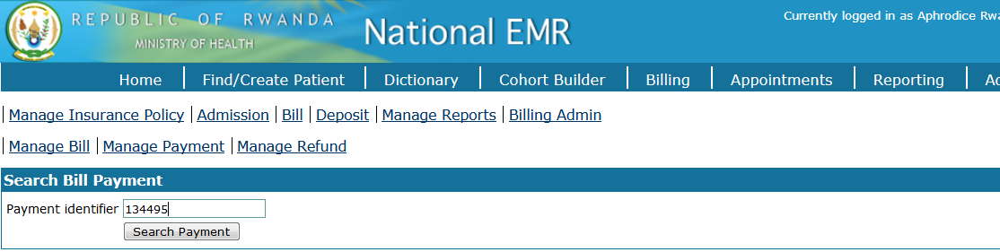 REPUBLIC OF RWANDA
MINISTRY OF HEALTH
National EMR
Currently logged in as Aphrodice
Home Find/Create Patient Dictionary Cohort Builder Billing Appointments Reporting
Manage Insurance Policy Admission Bill Deposit Manage Reports Billing Admin
Manage Bill Manage Payment Manage Refund
Search Bill Payment
Payment identifier 134495
Search Payment